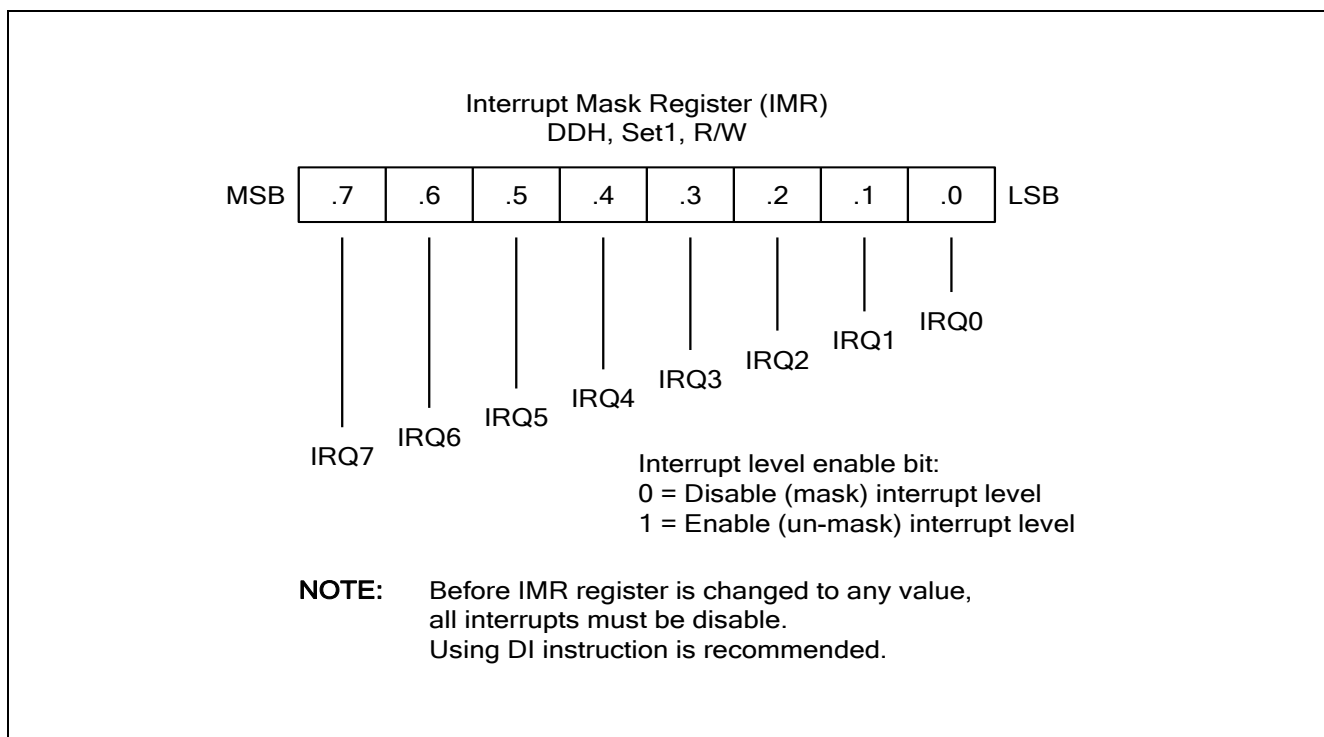 Interrupt Mask Register (IMR)
DDH, Set1, R/W
MSB .7 .6 .5 .4 .3 .2 .1 .0 LSB
IRQ7 IRQ6 IRQ5 IRQ4 IRQ3 IRQ2 IRQ1 IRQ0
Interrupt level enable bit:
0 = Disable (mask) interrupt level
1 = Enable (un-mask) interrupt level
NOTE: Before IMR register is changed to any value,
all interrupts must be disable.
Using DI instruction is recommended.